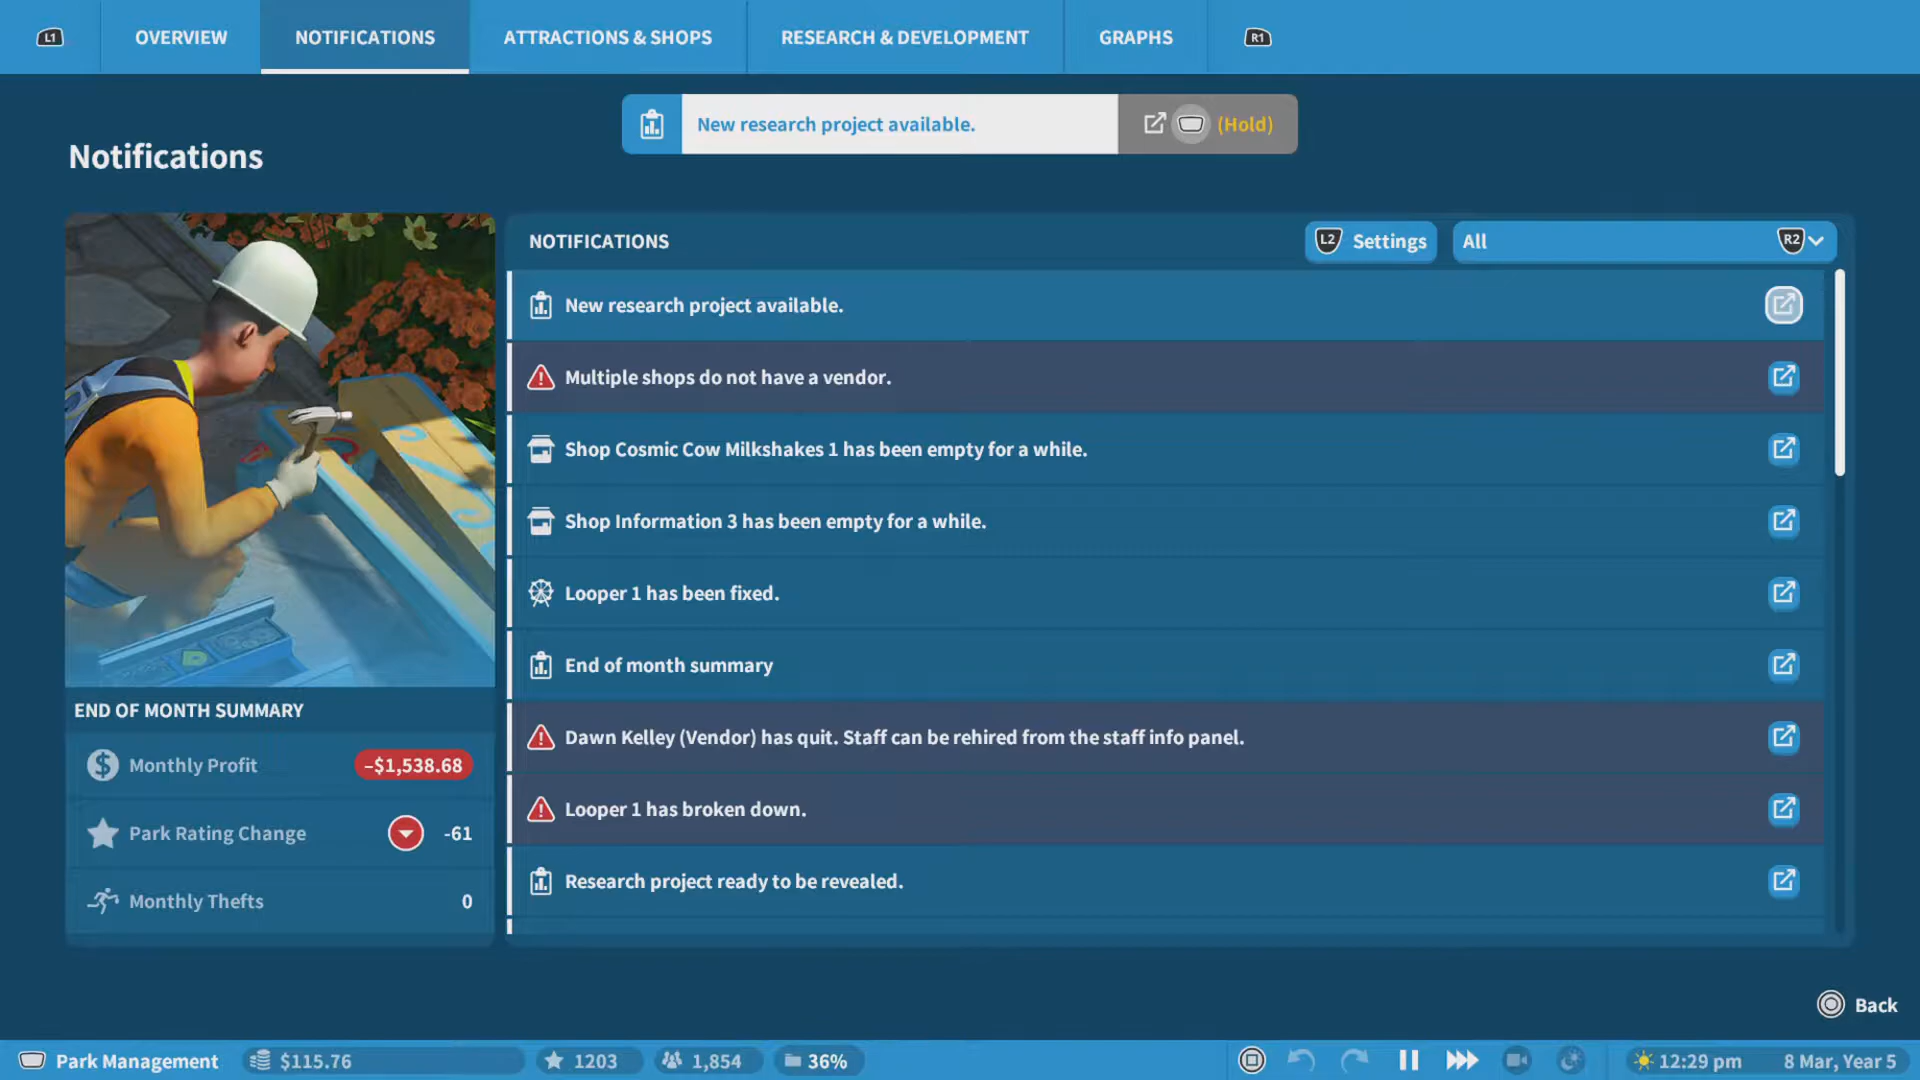 L1
OVERVIEW
NOTIFICATIONS
ATTRACTIONS & SHOPS
RESEARCH & DEVELOPMENT
GRAPHS
R1
New research project available.
(Hold)
Notifications
NOTIFICATIONS
L2 Settings
All R2
New research project available.
Multiple shops do not have a vendor.
Shop Cosmic Cow Milkshakes 1 has been empty for a while.
Shop Information 3 has been empty for a while.
Looper 1 has been fixed.
End of month summary
Dawn Kelley (Vendor) has quit. Staff can be rehired from the staff info panel.
Looper 1 has broken down.
Research project ready to be revealed.
END OF MONTH SUMMARY
Monthly Profit -$1,538.68
Park Rating Change -61
Monthly Thefts 0
Back
Park Management
$115.76
1203
1,854
36%
12:29 pm
8 Mar, Year 5